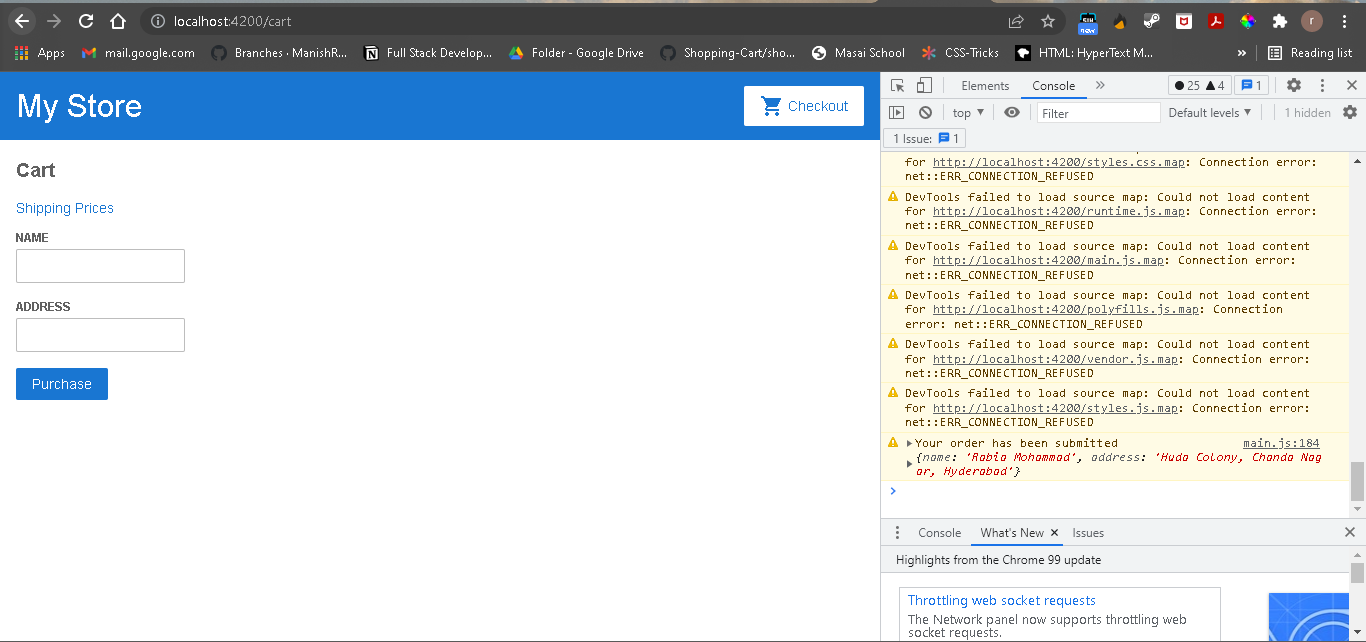 localhost:4200/cart
Apps mail.google.com Branches · ManishR... Full Stack Develop... Folder - Google Drive Shopping-Cart/sho... Masai School CSS-Tricks HTML: HyperText M... » Reading list
My Store
Checkout
Cart
Shipping Prices
NAME
ADDRESS
Purchase
Elements Console » 25 4 1
top Filter Default levels 1 hidden
1 Issue: 1
for http://localhost:4200/styles.css.map: Connection error:
net::ERR_CONNECTION_REFUSED
DevTools failed to load source map: Could not load content
for http://localhost:4200/runtime.js.map: Connection error:
net::ERR_CONNECTION_REFUSED
DevTools failed to load source map: Could not load content
for http://localhost:4200/main.js.map: Connection error:
net::ERR_CONNECTION_REFUSED
DevTools failed to load source map: Could not load content
for http://localhost:4200/polyfills.js.map: Connection
error: net::ERR_CONNECTION_REFUSED
DevTools failed to load source map: Could not load content
for http://localhost:4200/vendor.js.map: Connection error:
net::ERR_CONNECTION_REFUSED
DevTools failed to load source map: Could not load content
for http://localhost:4200/styles.js.map: Connection error:
net::ERR_CONNECTION_REFUSED
Your order has been submitted main.js:184
{name: 'Rabia Mohammad', address: 'Huda Colony, Chanda Nag
ar, Hyderabad'}
Console What's New Issues
Highlights from the Chrome 99 update
Throttling web socket requests
The Network panel now supports throttling web
socket requests.